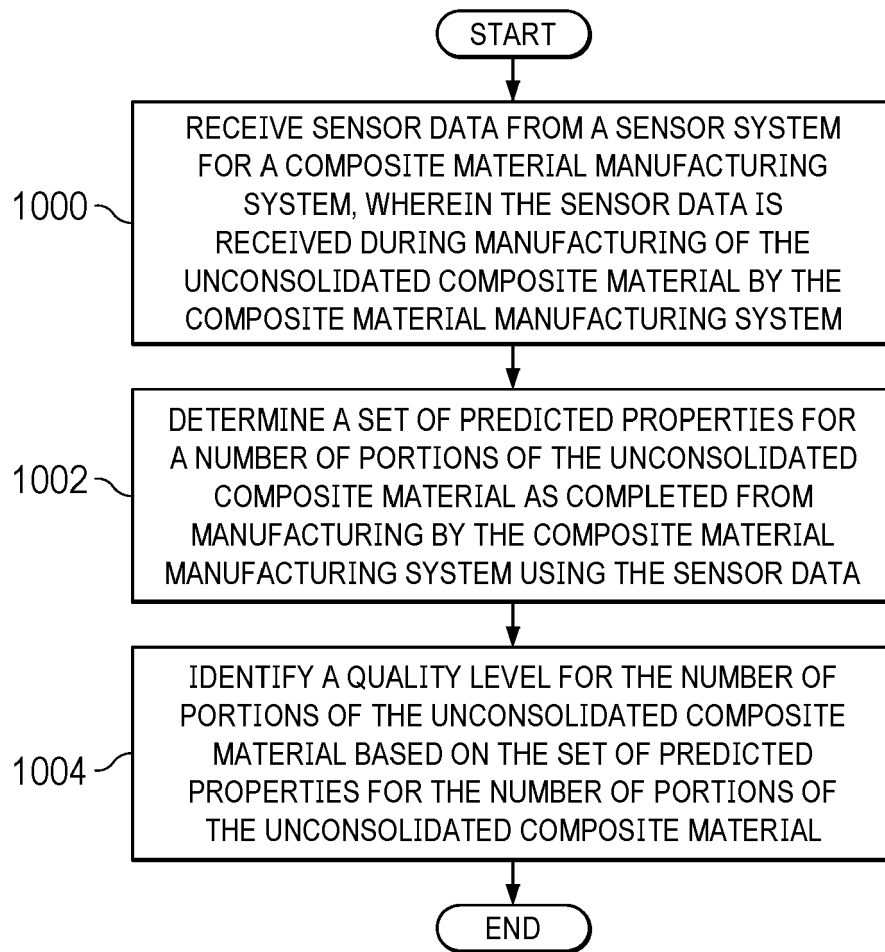 START
RECEIVE SENSOR DATA FROM A SENSOR SYSTEM
FOR A COMPOSITE MATERIAL MANUFACTURING
SYSTEM, WHEREIN THE SENSOR DATA IS
RECEIVED DURING MANUFACTURING OF THE
UNCONSOLIDATED COMPOSITE MATERIAL BY THE
COMPOSITE MATERIAL MANUFACTURING SYSTEM
1000
DETERMINE A SET OF PREDICTED PROPERTIES FOR
A NUMBER OF PORTIONS OF THE UNCONSOLIDATED
COMPOSITE MATERIAL AS COMPLETED FROM
MANUFACTURING BY THE COMPOSITE MATERIAL
MANUFACTURING SYSTEM USING THE SENSOR DATA
1002
IDENTIFY A QUALITY LEVEL FOR THE NUMBER OF
PORTIONS OF THE UNCONSOLIDATED COMPOSITE
MATERIAL BASED ON THE SET OF PREDICTED
PROPERTIES FOR THE NUMBER OF PORTIONS OF
THE UNCONSOLIDATED COMPOSITE MATERIAL
1004
END